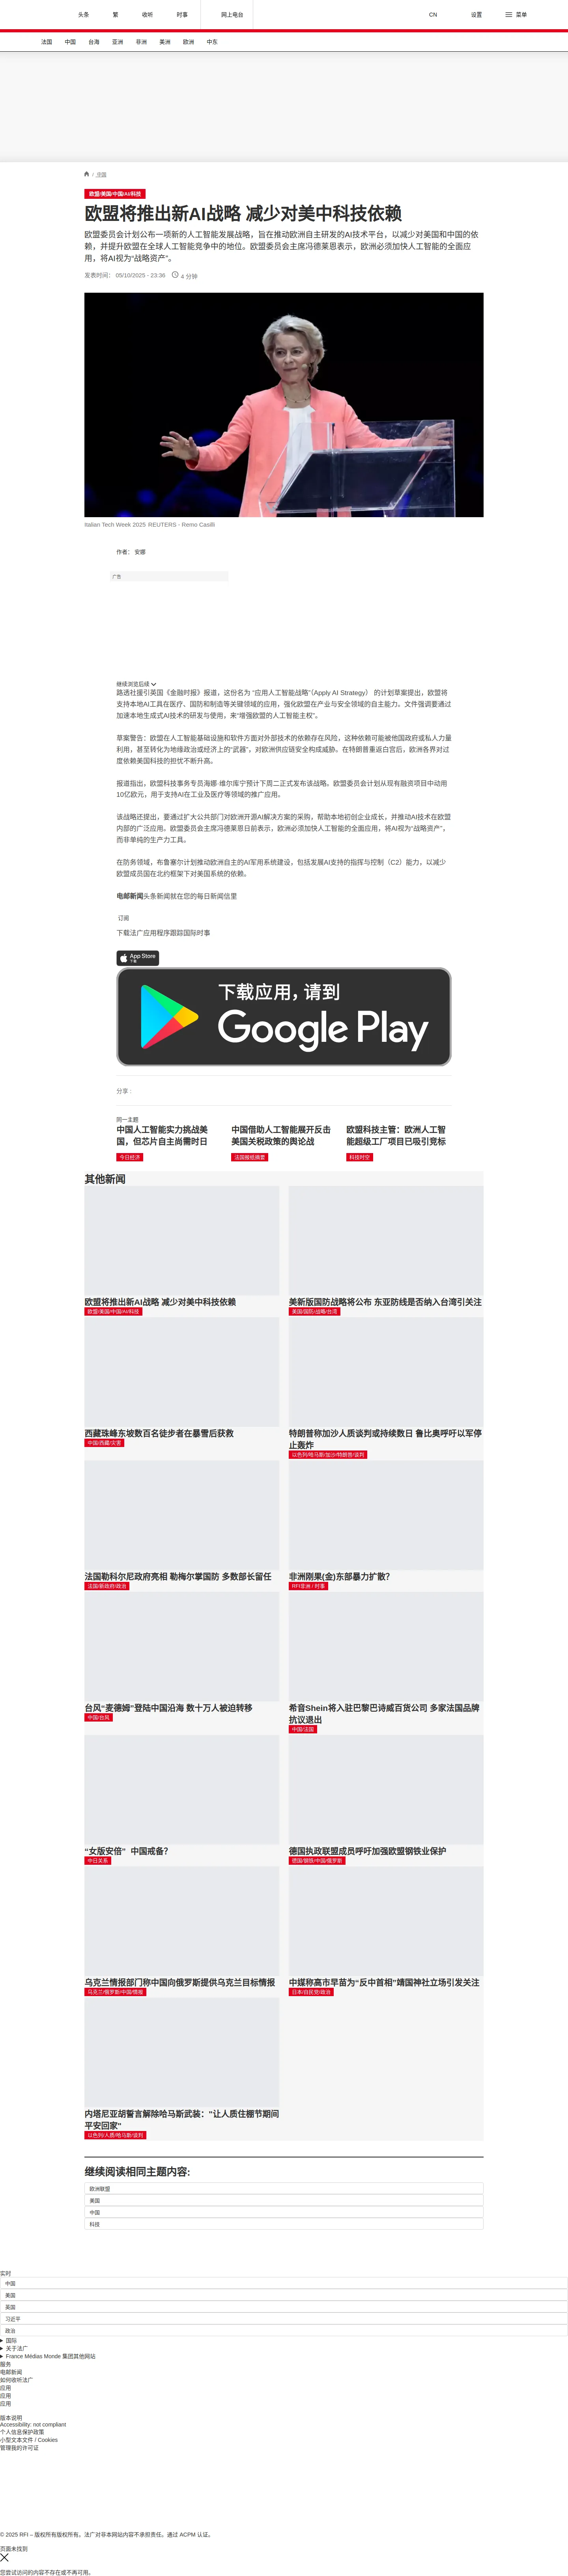 头条
繁
收听
时事
网上电台
CN
设置
菜单
法国
中国
台海
亚洲
非洲
美洲
欧洲
中东
/ 中国
欧盟/美国/中国/AI/科技
欧盟将推出新AI战略 减少对美中科技依赖
欧盟委员会计划公布一项新的人工智能发展战略，旨在推动欧洲自主研发的AI技术平台，以减少对美国和中国的依
赖，并提升欧盟在全球人工智能竞争中的地位。欧盟委员会主席冯德莱恩表示，欧洲必须加快人工智能的全面应
用，将AI视为“战略资产”。
发表时间： 05/10/2025 - 23:36
4 分钟
Italian Tech Week 2025 REUTERS - Remo Casilli
作者： 安娜
广告
继续浏览后续
路透社援引英国《金融时报》报道，这份名为 “应用人工智能战略”（Apply AI Strategy） 的计划草案提出，欧盟将
支持本地AI工具在医疗、国防和制造等关键领域的应用，强化欧盟在产业与安全领域的自主能力。文件强调要通过
加速本地生成式AI技术的研发与使用，来“增强欧盟的人工智能主权”。
草案警告：欧盟在人工智能基础设施和软件方面对外部技术的依赖存在风险，这种依赖可能被他国政府或私人力量
利用，甚至转化为地缘政治或经济上的“武器”，对欧洲供应链安全构成威胁。在特朗普重返白宫后，欧洲各界对过
度依赖美国科技的担忧不断升高。
报道指出，欧盟科技事务专员海娜·维尔库宁预计下周二正式发布该战略。欧盟委员会计划从现有融资项目中动用
10亿欧元，用于支持AI在工业及医疗等领域的推广应用。
该战略还提出，要通过扩大公共部门对欧洲开源AI解决方案的采购，帮助本地初创企业成长，并推动AI技术在欧盟
内部的广泛应用。欧盟委员会主席冯德莱恩日前表示，欧洲必须加快人工智能的全面应用，将AI视为“战略资产”，
而非单纯的生产力工具。
在防务领域，布鲁塞尔计划推动欧洲自主的AI军用系统建设，包括发展AI支持的指挥与控制（C2）能力，以减少
欧盟成员国在北约框架下对美国系统的依赖。
电邮新闻头条新闻就在您的每日新闻信里
订阅
下载法广应用程序跟踪国际时事
App Store
下载
下载应用，请到
Google Play
分享 :
同一主题
中国人工智能实力挑战美
国，但芯片自主尚需时日
今日经济
中国借助人工智能展开反击
美国关税政策的舆论战
法国报纸摘要
欧盟科技主管：欧洲人工智
能超级工厂项目已吸引竞标
科技时空
其他新闻
欧盟将推出新AI战略 减少对美中科技依赖
欧盟/美国/中国/AI/科技
美新版国防战略将公布 东亚防线是否纳入台湾引关注
美国/国防/战略/台湾
西藏珠峰东坡数百名徒步者在暴雪后获救
中国/西藏/灾害
特朗普称加沙人质谈判或持续数日 鲁比奥呼吁以军停
止轰炸
以色列/哈马斯/加沙/特朗普/谈判
法国勒科尔尼政府亮相 勒梅尔掌国防 多数部长留任
法国/新政府/政治
非洲刚果(金)东部暴力扩散?
RFI非洲 / 时事
台风"麦德姆"登陆中国沿海 数十万人被迫转移
中国/台风
希音Shein将入驻巴黎巴诗威百货公司 多家法国品牌
抗议退出
中国/法国
“女版安倍” 中国戒备？
中日关系
德国执政联盟成员呼吁加强欧盟钢铁业保护
德国/钢铁/中国/俄罗斯
乌克兰情报部门称中国向俄罗斯提供乌克兰目标情报
乌克兰/俄罗斯/中国/情报
中媒称高市早苗为“反中首相”靖国神社立场引发关注
日本/自民党/政治
内塔尼亚胡誓言解除哈马斯武装："让人质住棚节期间
平安回家"
以色列/人质/哈马斯/谈判
继续阅读相同主题内容:
欧洲联盟
美国
中国
科技
实时
中国
美国
英国
习近平
政治
国际
关于法广
France Médias Monde 集团其他网站
服务
电邮新闻
如何收听法广
应用
应用
应用
版本说明
Accessibility: not compliant
个人信息保护政策
小型文本文件 / Cookies
管理我的许可证
© 2025 RFI – 版权所有版权所有。法广对非本网站内容不承担责任。通过 ACPM 认证。
页面未找到
您尝试访问的内容不存在或不再可用。